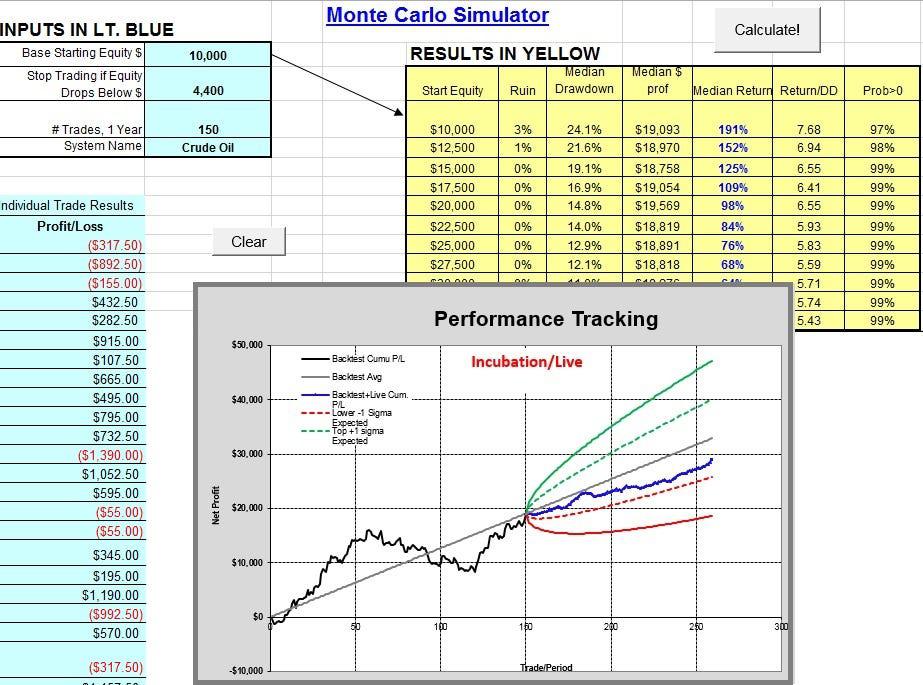 Monte Carlo Simulator
Calculate!
INPUTS IN LT. BLUE
Base Starting Equity $ 10,000
Stop Trading if Equity
Drops Below $ 4,400
# Trades, 1 Year 150
System Name Crude Oil
RESULTS IN YELLOW
Median Median $
Start Equity Ruin Drawdown prof Median Return Return/DD Prob>0
$10,000 3% 24.1% $19,093 191% 7.68 97%
$12,500 1% 21.6% $18,970 152% 6.94 98%
$15,000 0% 19.1% $18,758 125% 6.55 99%
$17,500 0% 16.9% $19,054 109% 6.41 99%
$20,000 0% 14.8% $19,569 98% 6.55 99%
$22,500 0% 14.0% $18,819 84% 5.93 99%
$25,000 0% 12.9% $18,891 76% 5.83 99%
$27,500 0% 12.1% $18,818 68% 5.59 99%
5.71 99%
5.74 99%
5.43 99%
ndividual Trade Results
Profit/Loss
($317.50)
($892.50)
($155.00)
$432.50
$282.50
$915.00
$107.50
$665.00
$495.00
$795.00
$732.50
($1,390.00)
$1,052.50
$595.00
($55.00)
($55.00)
$345.00
$195.00
$1,190.00
($992.50)
$570.00
($317.50)
Clear
Performance Tracking
Incubation/Live
Backtest Cumu P/L
Backtest Avg
Backtest+Live Cum.
P/L
Lower -1 Sigma
Expected
Top +1 sigma
Expected
Net Profit
$50,000
$40,000
$30,000
$20,000
$10,000
$0
-$10,000
0 50 100 150 200 250 300
Trade/Period